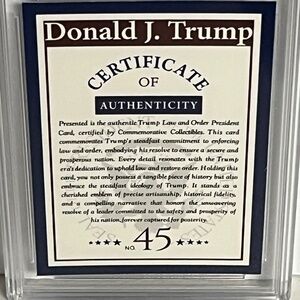 Donald J. Trump
CERTIFICATE
OF
AUTHENTICITY
Presented is the authentic Trump Law and Order President
Card, certified by Commemorative Collectibles. This card
commemorates Trump's steadfast commitment to enforcing
law and order, embodying his resolve to ensure a secure and
prosperous nation. Every detail resonates with the Trump
era's dedication to uphold law and restore order. Holding this
card, you not only possess a tangible piece of history but also
embrace the steadfast ideology of Trump. It stands as a
cherished emblem of precise artisanship, historical fidelity,
and a compelling narrative that honors the unwavering
resolve of a leader committed to the safety and prosperity of
his nation, forever captured for posterity.
★★★★ NO. 45 ★★★★